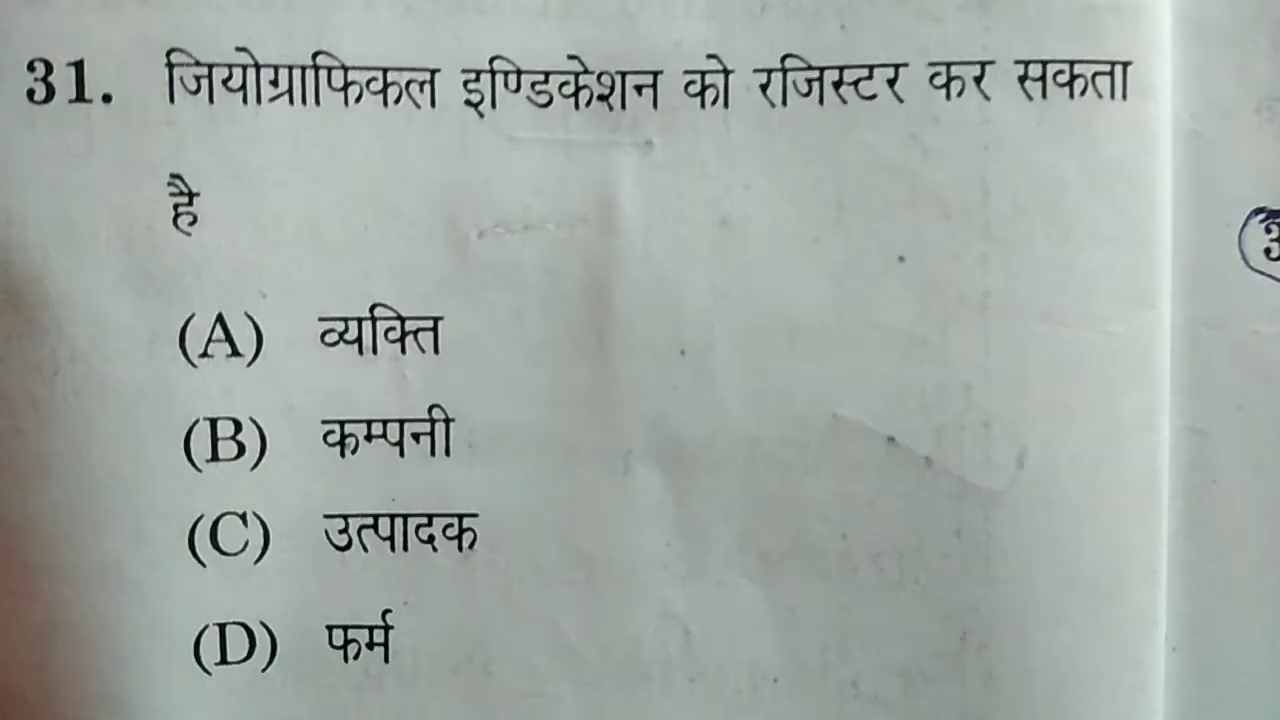 31. जियोग्राफिकल इण्डिकेशन को रजिस्टर कर सकता
है
(A) व्यक्ति
(B) कम्पनी
(C) उत्पादक
(D) फर्म